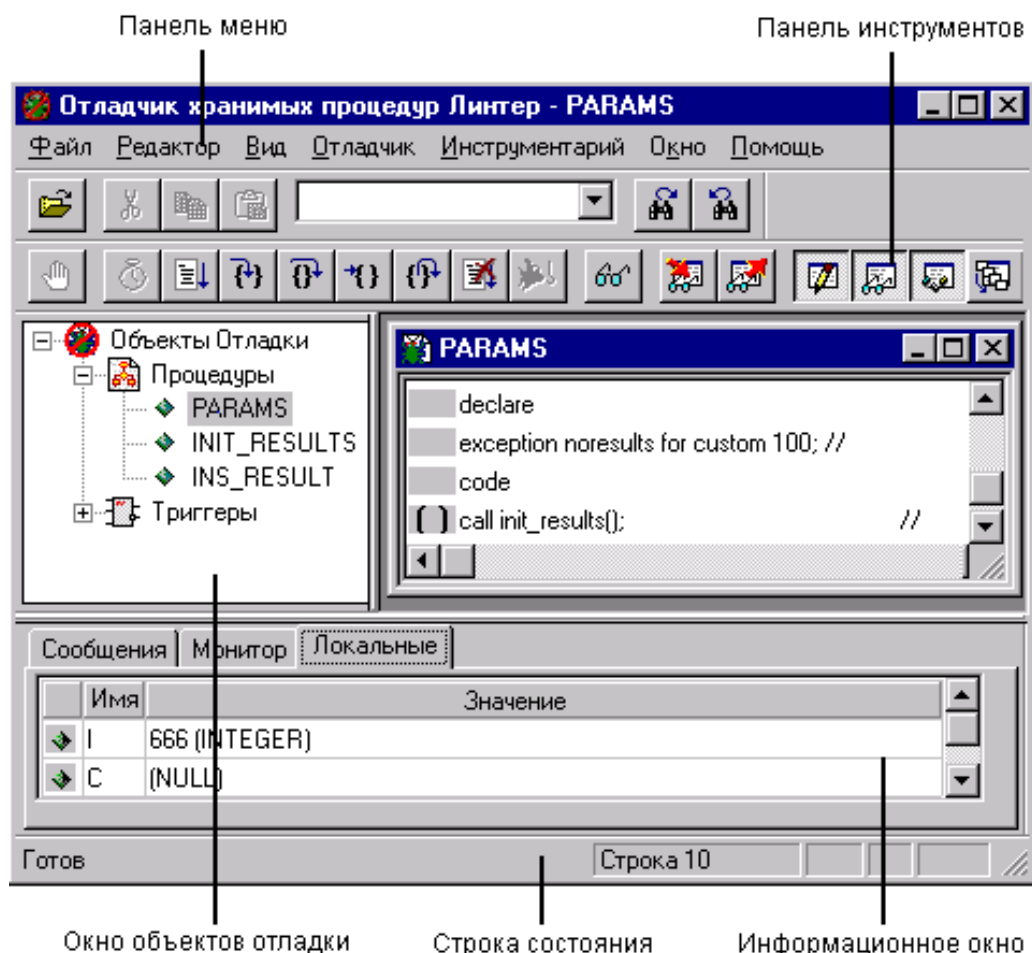 Панель меню
Панель инструментов
Отладчик хранимых процедур Линтер - PARAMS
Файл Редактор Вид Отладчик Инструментарий Окно Помощь
Объекты Отладки
Процедуры
PARAMS
INIT_RESULTS
INS_RESULT
Триггеры
PARAMS
declare
exception noresults for custom 100; //
code
call init_results(); //
Сообщения Монитор Локальные
Имя Значение
I 666 (INTEGER)
C (NULL)
Готов Строка 10
Окно объектов отладки
Строка состояния
Информационное окно